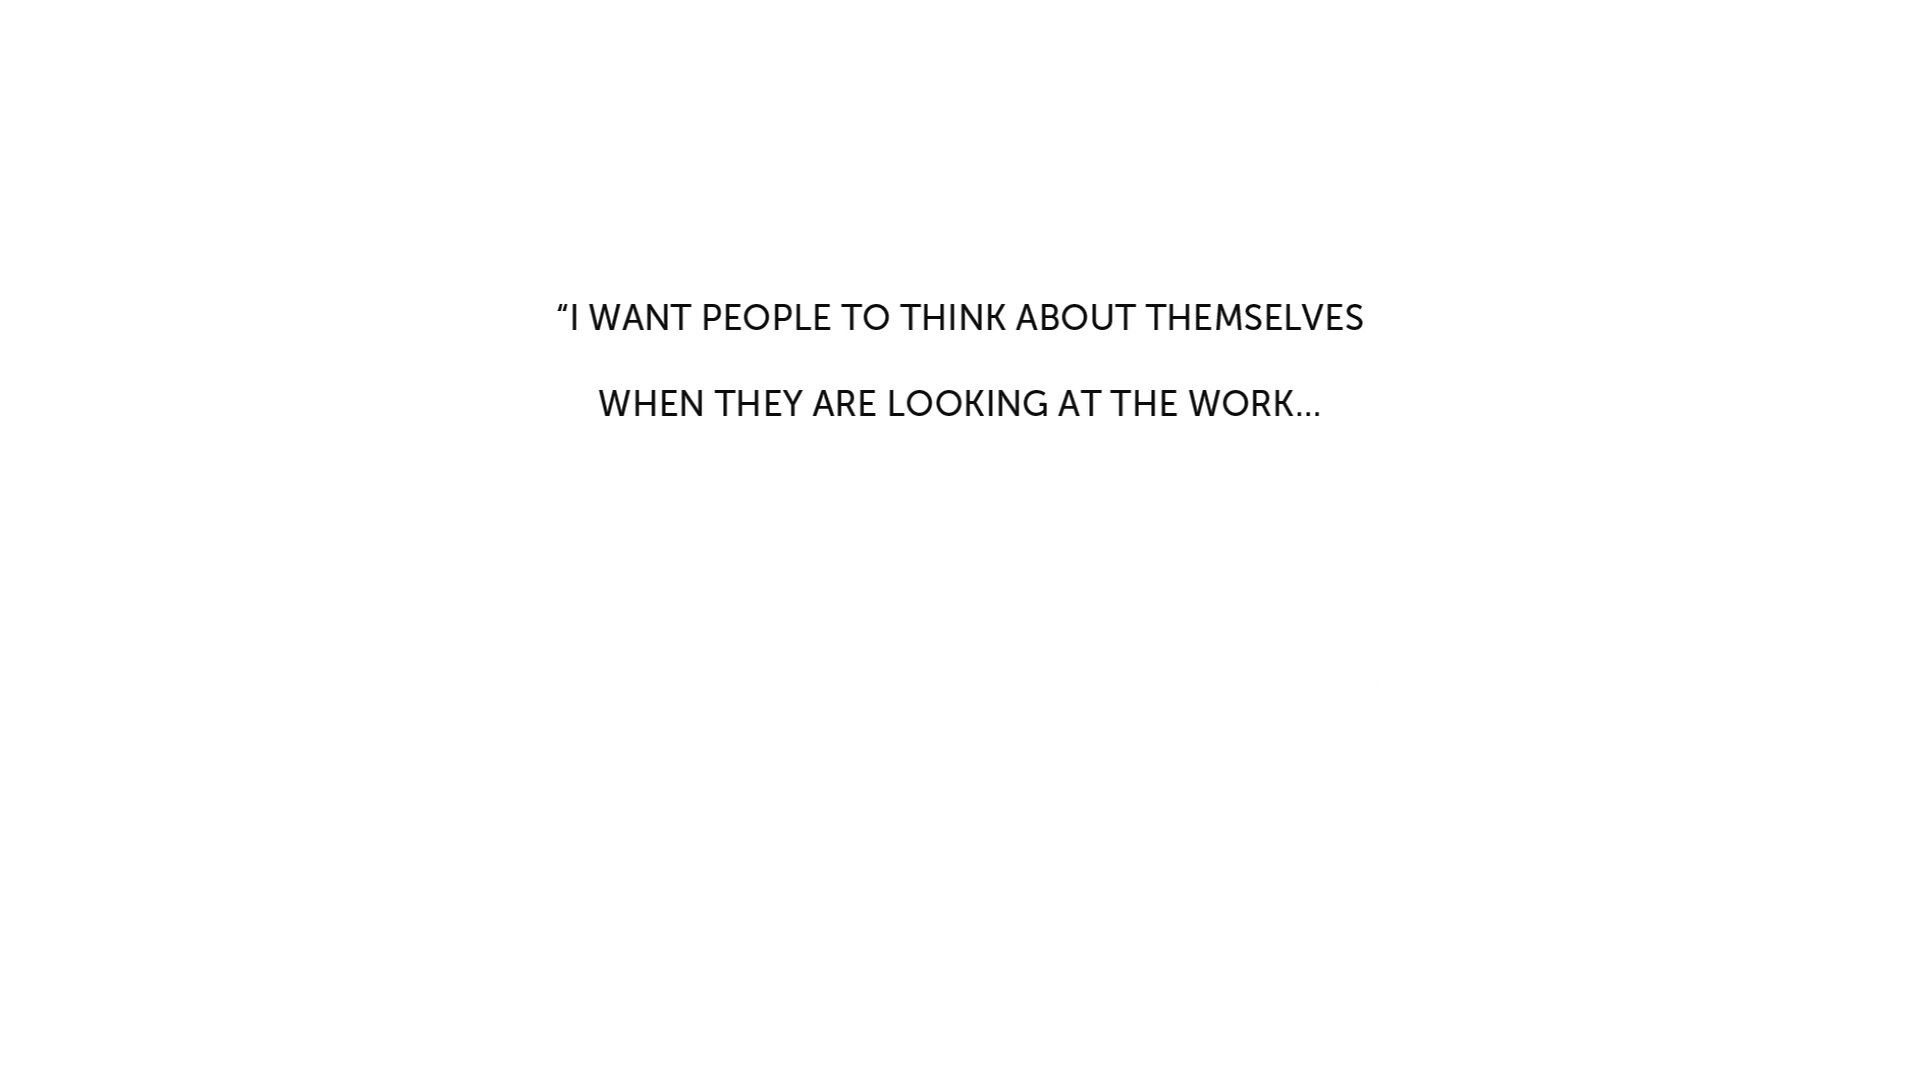 “I WANT PEOPLE TO THINK ABOUT THEMSELVES
WHEN THEY ARE LOOKING AT THE WORK...